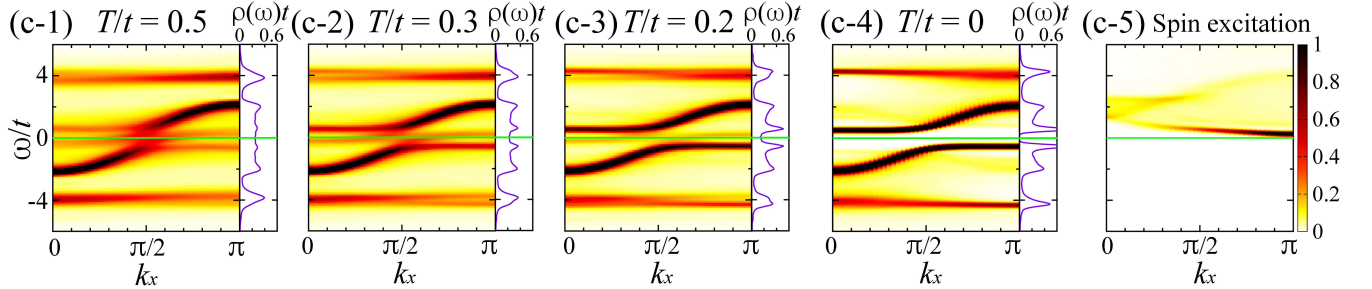 (c-1) T/t = 0.5 ρ(ω)t (c-2) T/t = 0.3 ρ(ω)t (c-3) T/t = 0.2 ρ(ω)t (c-4) T/t = 0 ρ(ω)t (c-5) Spin excitation
0 0.6 0 0.6 0 0.6 0 0.6
ω/t
4
0
-4
1
0.8
0.6
0.4
0.2
0
0 π/2 π 0 π/2 π 0 π/2 π 0 π/2 π 0 π/2 π
kx kx kx kx kx